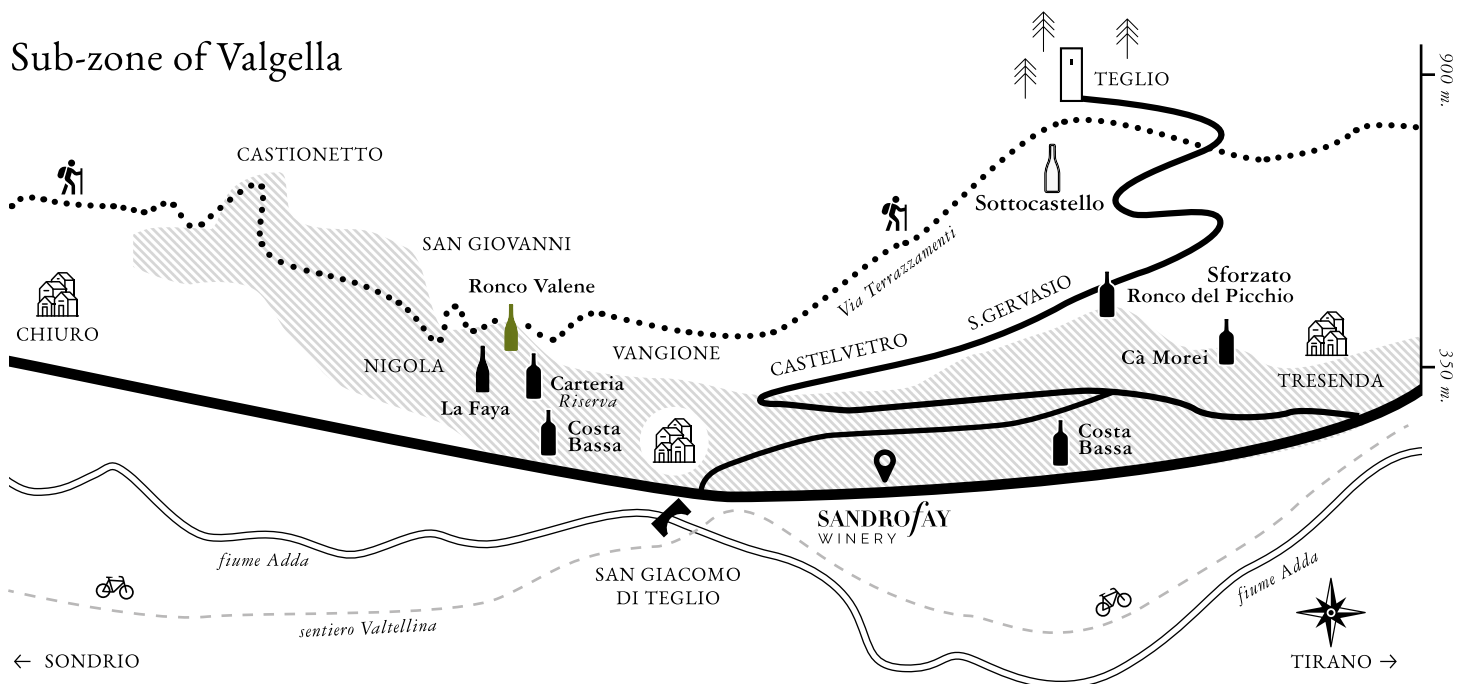 Sub-zone of Valgella
TEGLIO
900 m.
CASTIONETTO
Sottocastello
SAN GIOVANNI
Via Terrazzamenti
Ronco Valene
S.GERVASIO
Sforzato
Ronco del Picchio
CHIURO
NIGOLA
VANGIONE
CASTELVETRO
Cà Morei
TRESENDA
350 m.
Carteria
Riserva
La Faya
Costa
Bassa
Costa
Bassa
SANDROfAY
WINERY
fiume Adda
SAN GIACOMO
DI TEGLIO
fiume Adda
sentiero Valtellina
← SONDRIO
TIRANO →